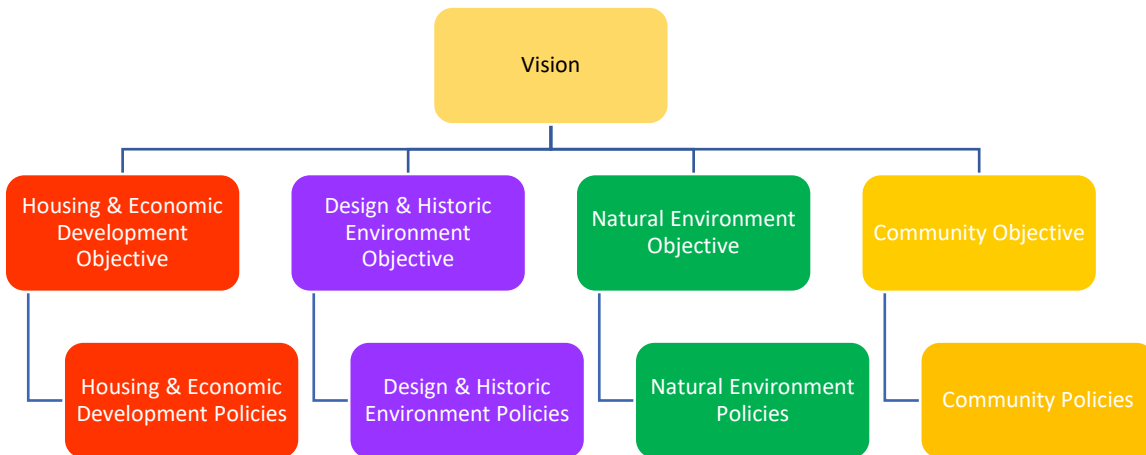 Vision
Housing & Economic
Development
Objective
Design & Historic
Environment
Objective
Natural Environment
Objective
Community Objective
Housing & Economic
Development Policies
Design & Historic
Environment Policies
Natural Environment
Policies
Community Policies